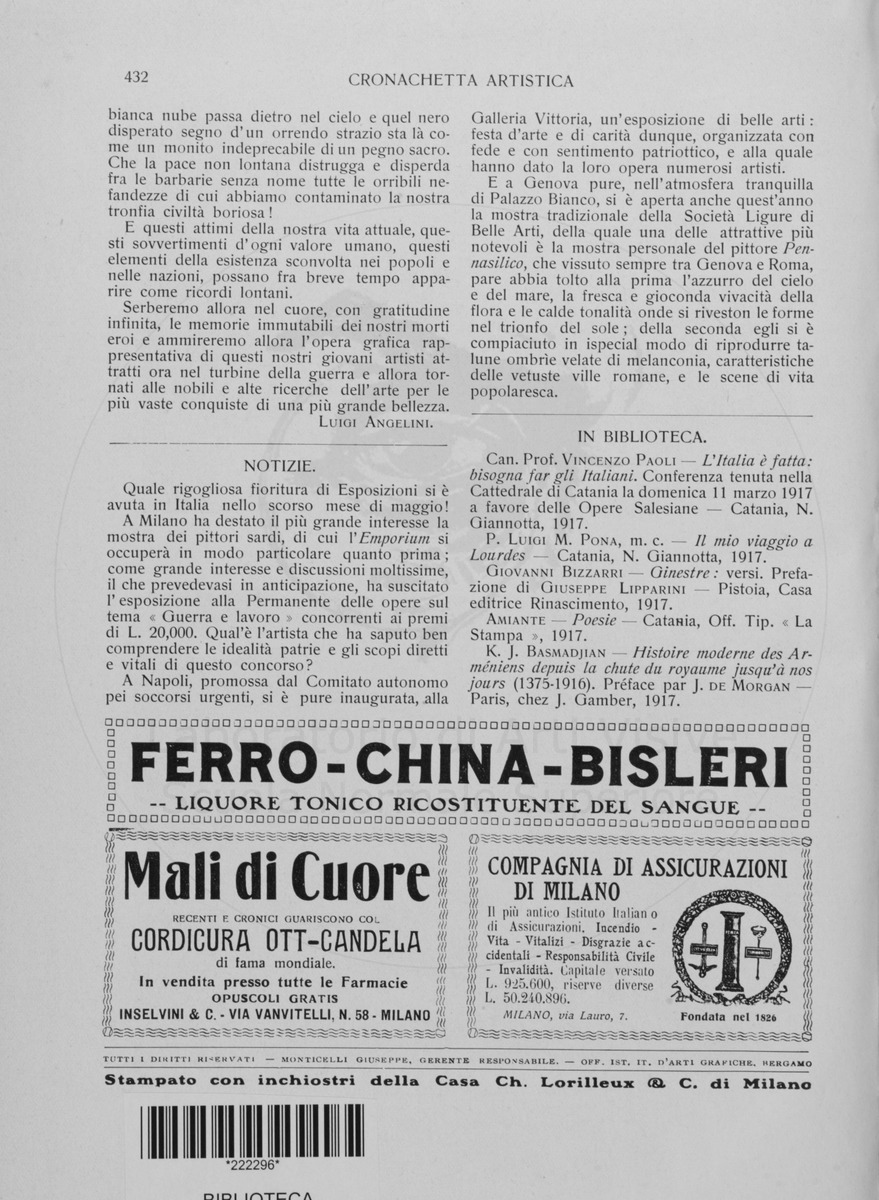 432
CRONACHETTA ARTISTICA
bianca nube passa dietro nel cielo e quel nero
disperato segno d'un orrendo strazio sta là co-
me un monito indeprecabile di un pegno sacro.
Che la pace non lontana distrugga e disperda
fra le barbarie senza nome tutte le orribili ne-
fandezze di cui abbiamo contaminato la nostra
tronfia civiltà boriosa!
E questi attimi della nostra vita attuale, que-
sti sovvertimenti d'ogni valore umano, questi
elementi della esistenza sconvolta nei popoli e
nelle nazioni, possano fra breve tempo appa-
rire come ricordi lontani.
Serberemo allora nel cuore, con gratitudine
infinita, le memorie immutabili dei nostri morti
eroi e ammireremo allora l'opera grafica rap-
presentativa di questi nostri giovani artisti at-
tratti ora nel turbine della guerra e allora tor-
nati alle nobili e alte ricerche dell'arte per le
più vaste conquiste di una più grande bellezza.
LUIGI ANGELINI.
NOTIZIE.
Quale rigogliosa fioritura di Esposizioni si è
avuta in Italia nello scorso mese di maggio!
A Milano ha destato il più grande interesse la
mostra dei pittori sardi, di cui l'Emporium si
occuperà in modo particolare quanto prima;
come grande interesse e discussioni moltissime,
il che prevedevasi in anticipazione, ha suscitato
l'esposizione alla Permanente delle opere sul
tema « Guerra e lavoro » concorrenti ai premi
di L. 20,000. Qual'è l'artista che ha saputo ben
comprendere le idealità patrie e gli scopi diretti
e vitali di questo concorso?
A Napoli, promossa dal Comitato autonomo
pei soccorsi urgenti, si è pure inaugurata, alla
Galleria Vittoria, un'esposizione di belle arti:
festa d'arte e di carità dunque, organizzata con
fede e con sentimento patriottico, e alla quale
hanno dato la loro opera numerosi artisti.
E a Genova pure, nell'atmosfera tranquilla
di Palazzo Bianco, si è aperta anche quest'anno
la mostra tradizionale della Società Ligure di
Belle Arti, della quale una delle attrattive più
notevoli è la mostra personale del pittore Pen-
nasilico, che vissuto sempre tra Genova e Roma,
pare abbia tolto alla prima l'azzurro del cielo
e del mare, la fresca e gioconda vivacità della
flora e le calde tonalità onde si riveston le forme
nel trionfo del sole; della seconda egli si è
compiaciuto in ispecial modo di riprodurre ta-
lune ombrìe velate di melanconia, caratteristiche
delle vetuste ville romane, e le scene di vita
popolaresca.
IN BIBLIOTECA.
Can. Prof. VINCENZO PAOLI — L'Italia è fatta:
bisogna far gli Italiani. Conferenza tenuta nella
Cattedrale di Catania la domenica 11 marzo 1917
a favore delle Opere Salesiane — Catania, N.
Giannotta, 1917.
P. LUIGI M. PONA, m. c. — Il mio viaggio a
Lourdes — Catania, N. Giannotta, 1917.
GIOVANNI BIZZARRI — Ginestre: versi. Prefa-
zione di GIUSEPPE LIPPARINI — Pistoia, Casa
editrice Rinascimento, 1917.
AMIANTE — Poesie — Catania, Off. Tip. « La
Stampa », 1917.
K. J. BASMADJIAN — Histoire moderne des Ar-
méniens depuis la chute du royaume jusqu'à nos
jours (1375-1916). Préface par J. DE MORGAN —
Paris, chez J. Gamber, 1917.
FERRO-CHINA-BISLERI
-- LIQUORE TONICO RICOSTITUENTE DEL SANGUE --
Mali di Cuore
RECENTI E CRONICI GUARISCONO COL
CORDICURA OTT-CANDELA
di fama mondiale.
In vendita presso tutte le Farmacie
OPUSCOLI GRATIS
INSELVINI & C. - VIA VANVITELLI, N. 58 - MILANO
COMPAGNIA DI ASSICURAZIONI
DI MILANO
Il più antico Istituto Italiano
di Assicurazioni. Incendio -
Vita - Vitalizi - Disgrazie ac-
cidentali - Responsabilità Civile
- Invalidità. Capitale versato
L. 925.600, riserve diverse
L. 50.240.896.
MILANO, via Lauro, 7.
Fondata nel 1826
TUTTI I DIRITTI RISERVATI — MONTICELLI GIUSEPPE, GERENTE RESPONSABILE. — OFF. IST. IT. D'ARTI GRAFICHE, BERGAMO
Stampato con inchiostri della Casa Ch. Lorilleux & C. di Milano
*222296*
BIBLIOTECA